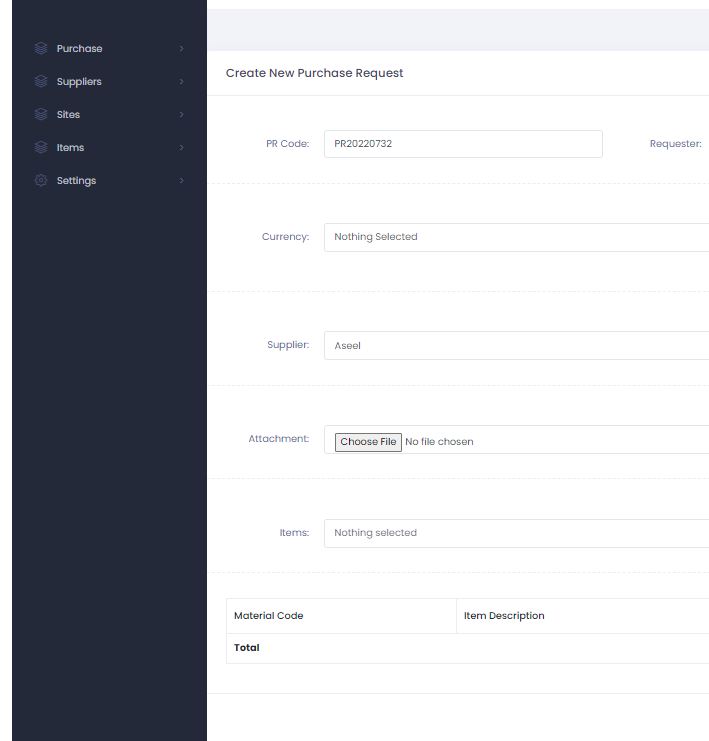 Purchase
Suppliers
Sites
Items
Settings
Create New Purchase Request
PR Code: PR20220732 Requester:
Currency: Nothing Selected
Supplier: Aseel
Attachment: Choose File No file chosen
Items: Nothing selected
Material Code Item Description
Total